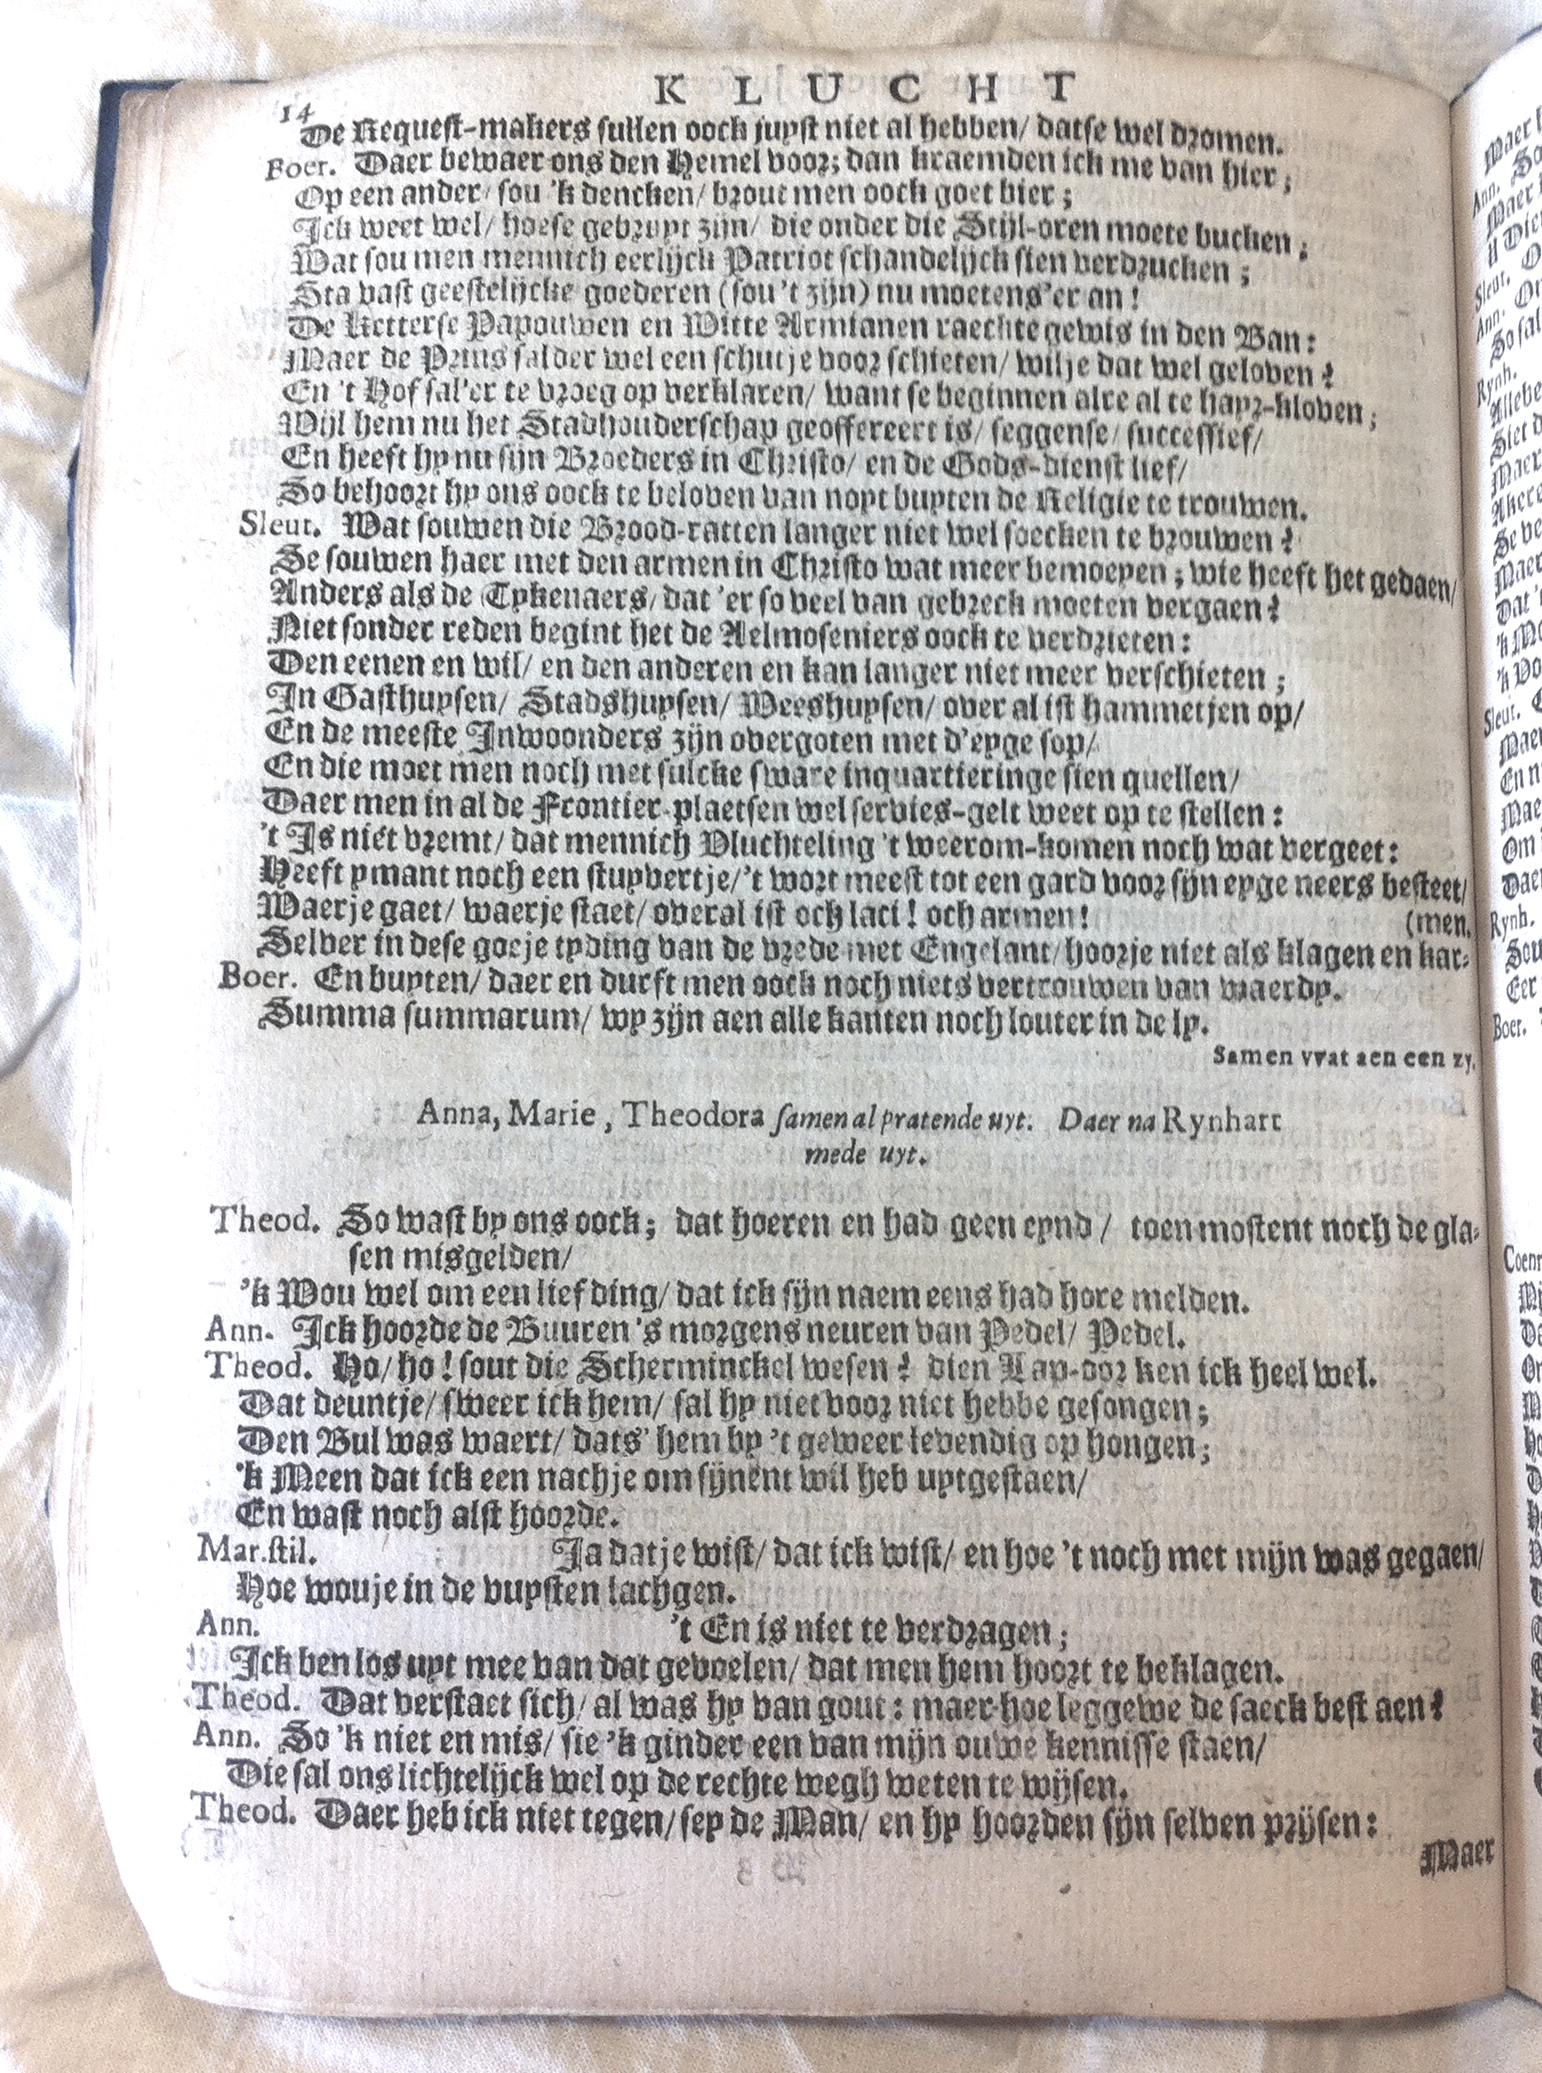 14
KLUCHT
De Request-makers sullen oock juyst niet al hebben/ datse wel dromen.
Boer. Daer bewaer ons den Hemel voor; dan kraemden ick me van hier;
Op een ander/ sou 'k dencken/ brout men oock goet bier;
Ick weet wel/ hoese gebruyt zijn/ die onder die Stijl-oren moete bucken;
Wat sou men mennich eerlijck Patriot schandelijck sien verdrucken;
Sta vast geestelijcke goederen (sou 't zijn) nu moetens'er an!
De Ketterse Papouwen en Witte Armianen raechte gewis in den Ban:
Maer de Prins sal der wel een schutje voor schieten/ wilje dat wel geloven?
En 't Hof sal'er te vroeg op verklaren/ want se beginnen alre al te hayr-kloven;
Wijl hem nu het Stadhouderschap geoffereert is/ seggense/ successief/
En heeft hy nu sijn Broeders in Christo/ en de Gods-dienst lief/
So behoort hy ons oock te beloven van noyt buyten de Religie te trouwen.
Sleut. Wat souwen die Brood-ratten langer niet wel soecken te brouwen?
Se souwen haer met den armen in Christo wat meer bemoeyen; wie heeft het gedaen/
Anders als de Tykenaers/ dat 'er so veel van gebreck moeten vergaen?
Niet sonder reden begint het de Aelmoseniers oock te verdrieten:
Den eenen en wil/ en den anderen en kan langer niet meer verschieten;
In Gasthuysen/ Stadshuysen/ Weeshuysen/ over al ist hammetjen op/
En de meeste Inwoonders zijn overgoten met d'eyge sop/
En die moet men noch met sulcke sware inquartieringe sien quellen/
Daer men in al de Frontier-plaetsen wel servies-gelt weet op te stellen:
't Is niet vremt/ dat mennich Vluchteling 't weerom-komen noch wat vergeet:
Heeft ymant noch een stuyvertje/ 't wort meest tot een gard voor sijn eyge neers besteet/
Waerje gaet/ waerje staet/ overal ist och laci! och armen! (men.
Selver in dese goeje tyding van de vrede met Engelant/ hoorje niet als klagen en kar-
Boer. En buyten/ daer en durft men oock noch niets vertrouwen van waerdy.
Summa summarum/ wy zijn aen alle kanten noch louter in de ly.
Samen vvat aen een zy.
Anna, Marie, Theodora samen al pratende uyt. Daer na Rynhart
mede uyt.
Theod. So wast by ons oock; dat hoeren en had geen eynd/ toen mostent noch de gla-
sen misgelden/
'k Wou wel om een lief ding/ dat ick sijn naem eens had hore melden.
Ann. Ick hoorde de Buuren 's morgens neuren van Pedel/ Pedel.
Theod. Ho/ ho! sout die Scherminckel wesen? dien Lap-oor ken ick heel wel.
Dat deuntje/ sweer ick hem/ sal hy niet voor niet hebbe gesongen;
Den Bul was waert/ dats' hem by 't geweer levendig op hongen;
'k Meen dat ick een nachje om sijnent wil heb uytgestaen/
En wast noch alst hoorde.
Mar.stil. Ja datje wist/ dat ick wist/ en hoe 't noch met mijn was gegaen/
Hoe wouje in de vuysten lachgen.
Ann. 't En is niet te verdragen;
Ick ben los uyt mee van dat gevoelen/ dat men hem hoort te beklagen.
Theod. Dat verstaet sich/ al was hy van gout: maer hoe leggewe de saeck best aen?
Ann. So 'k niet en mis/ sie 'k ginder een van mijn ouwe kennisse staen/
Die sal ons lichtelijck wel op de rechte wegh weten te wijsen.
Theod. Daer heb ick niet tegen/ sey de Man/ en hy hoorden sijn selven prijsen:
Maer